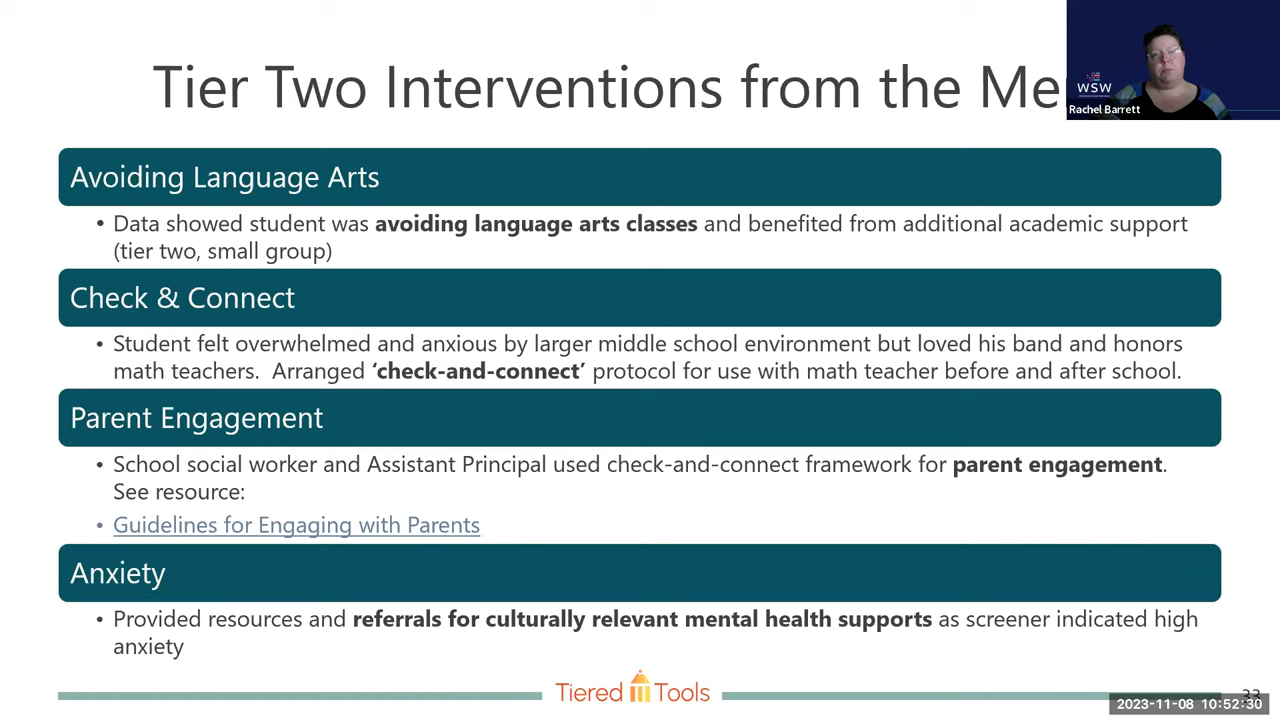 Tier Two Interventions from the Me
WSW
Rachel Barrett
Avoiding Language Arts
• Data showed student was avoiding language arts classes and benefited from additional academic support
(tier two, small group)
Check & Connect
• Student felt overwhelmed and anxious by larger middle school environment but loved his band and honors
math teachers. Arranged ‘check-and-connect’ protocol for use with math teacher before and after school.
Parent Engagement
• School social worker and Assistant Principal used check-and-connect framework for parent engagement.
See resource:
• Guidelines for Engaging with Parents
Anxiety
• Provided resources and referrals for culturally relevant mental health supports as screener indicated high
anxiety
Tiered Tools
33
2023-11-08 10:52:30